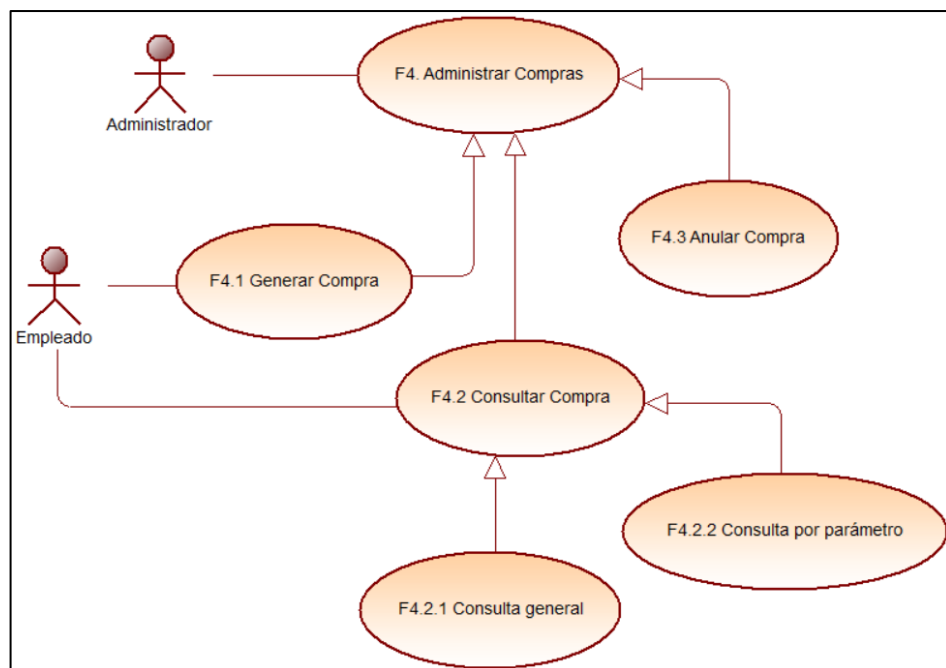 F4. Administrar Compras
Administrador
F4.3 Anular Compra
F4.1 Generar Compra
Empleado
F4.2 Consultar Compra
F4.2.2 Consulta por parámetro
F4.2.1 Consulta general